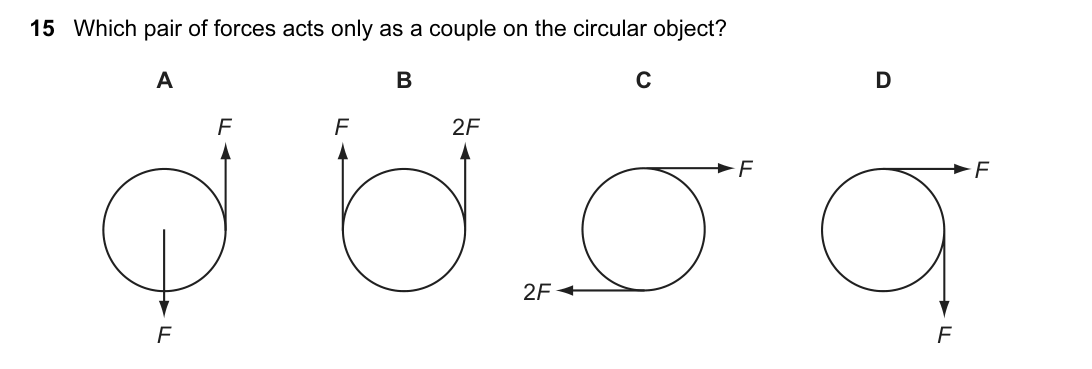 15 Which pair of forces acts only as a couple on the circular object?
A B C D
F F 2F
F F
2F
F F